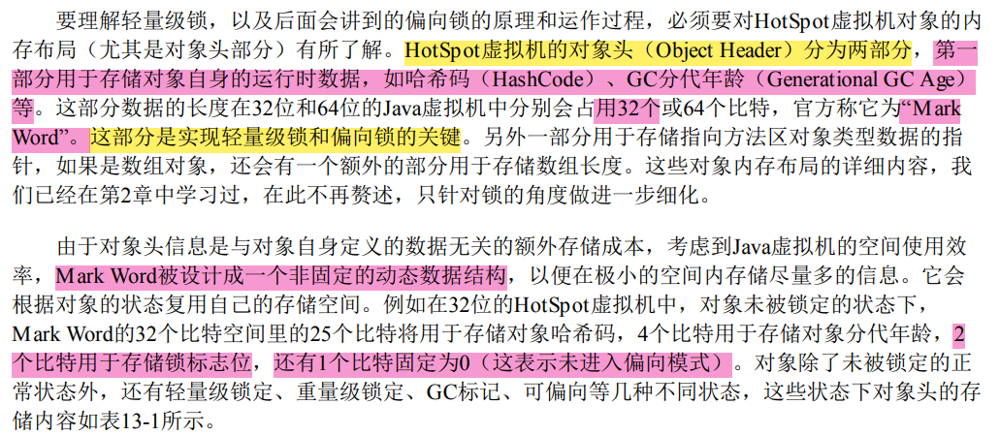 要理解轻量级锁，以及后面会讲到的偏向锁的原理和运作过程，必须要对HotSpot虚拟机对象的内
存布局（尤其是对象头部分）有所了解。HotSpot虚拟机的对象头（Object Header）分为两部分，第一
部分用于存储对象自身的运行时数据，如哈希码（HashCode）、GC分代年龄（Generational GC Age）
等。这部分数据的长度在32位和64位的Java虚拟机中分别会占用32个或64个比特，官方称它为“Mark
Word”。这部分是实现轻量级锁和偏向锁的关键。另外一部分用于存储指向方法区对象类型数据的指
针，如果是数组对象，还会有一个额外的部分用于存储数组长度。这些对象内存布局的详细内容，我
们已经在第2章中学习过，在此不再赘述，只针对锁的角度做进一步细化。
由于对象头信息是与对象自身定义的数据无关的额外存储成本，考虑到Java虚拟机的空间使用效
率，Mark Word被设计成一个非固定的动态数据结构，以便在极小的空间内存储尽量多的信息。它会
根据对象的状态复用自己的存储空间。例如在32位的HotSpot虚拟机中，对象未被锁定的状态下，
Mark Word的32个比特空间里的25个比特将用于存储对象哈希码，4个比特用于存储对象分代年龄，2
个比特用于存储锁标志位，还有1个比特固定为0（这表示未进入偏向模式）。对象除了未被锁定的正
常状态外，还有轻量级锁定、重量级锁定、GC标记、可偏向等几种不同状态，这些状态下对象头的存
储内容如表13-1所示。